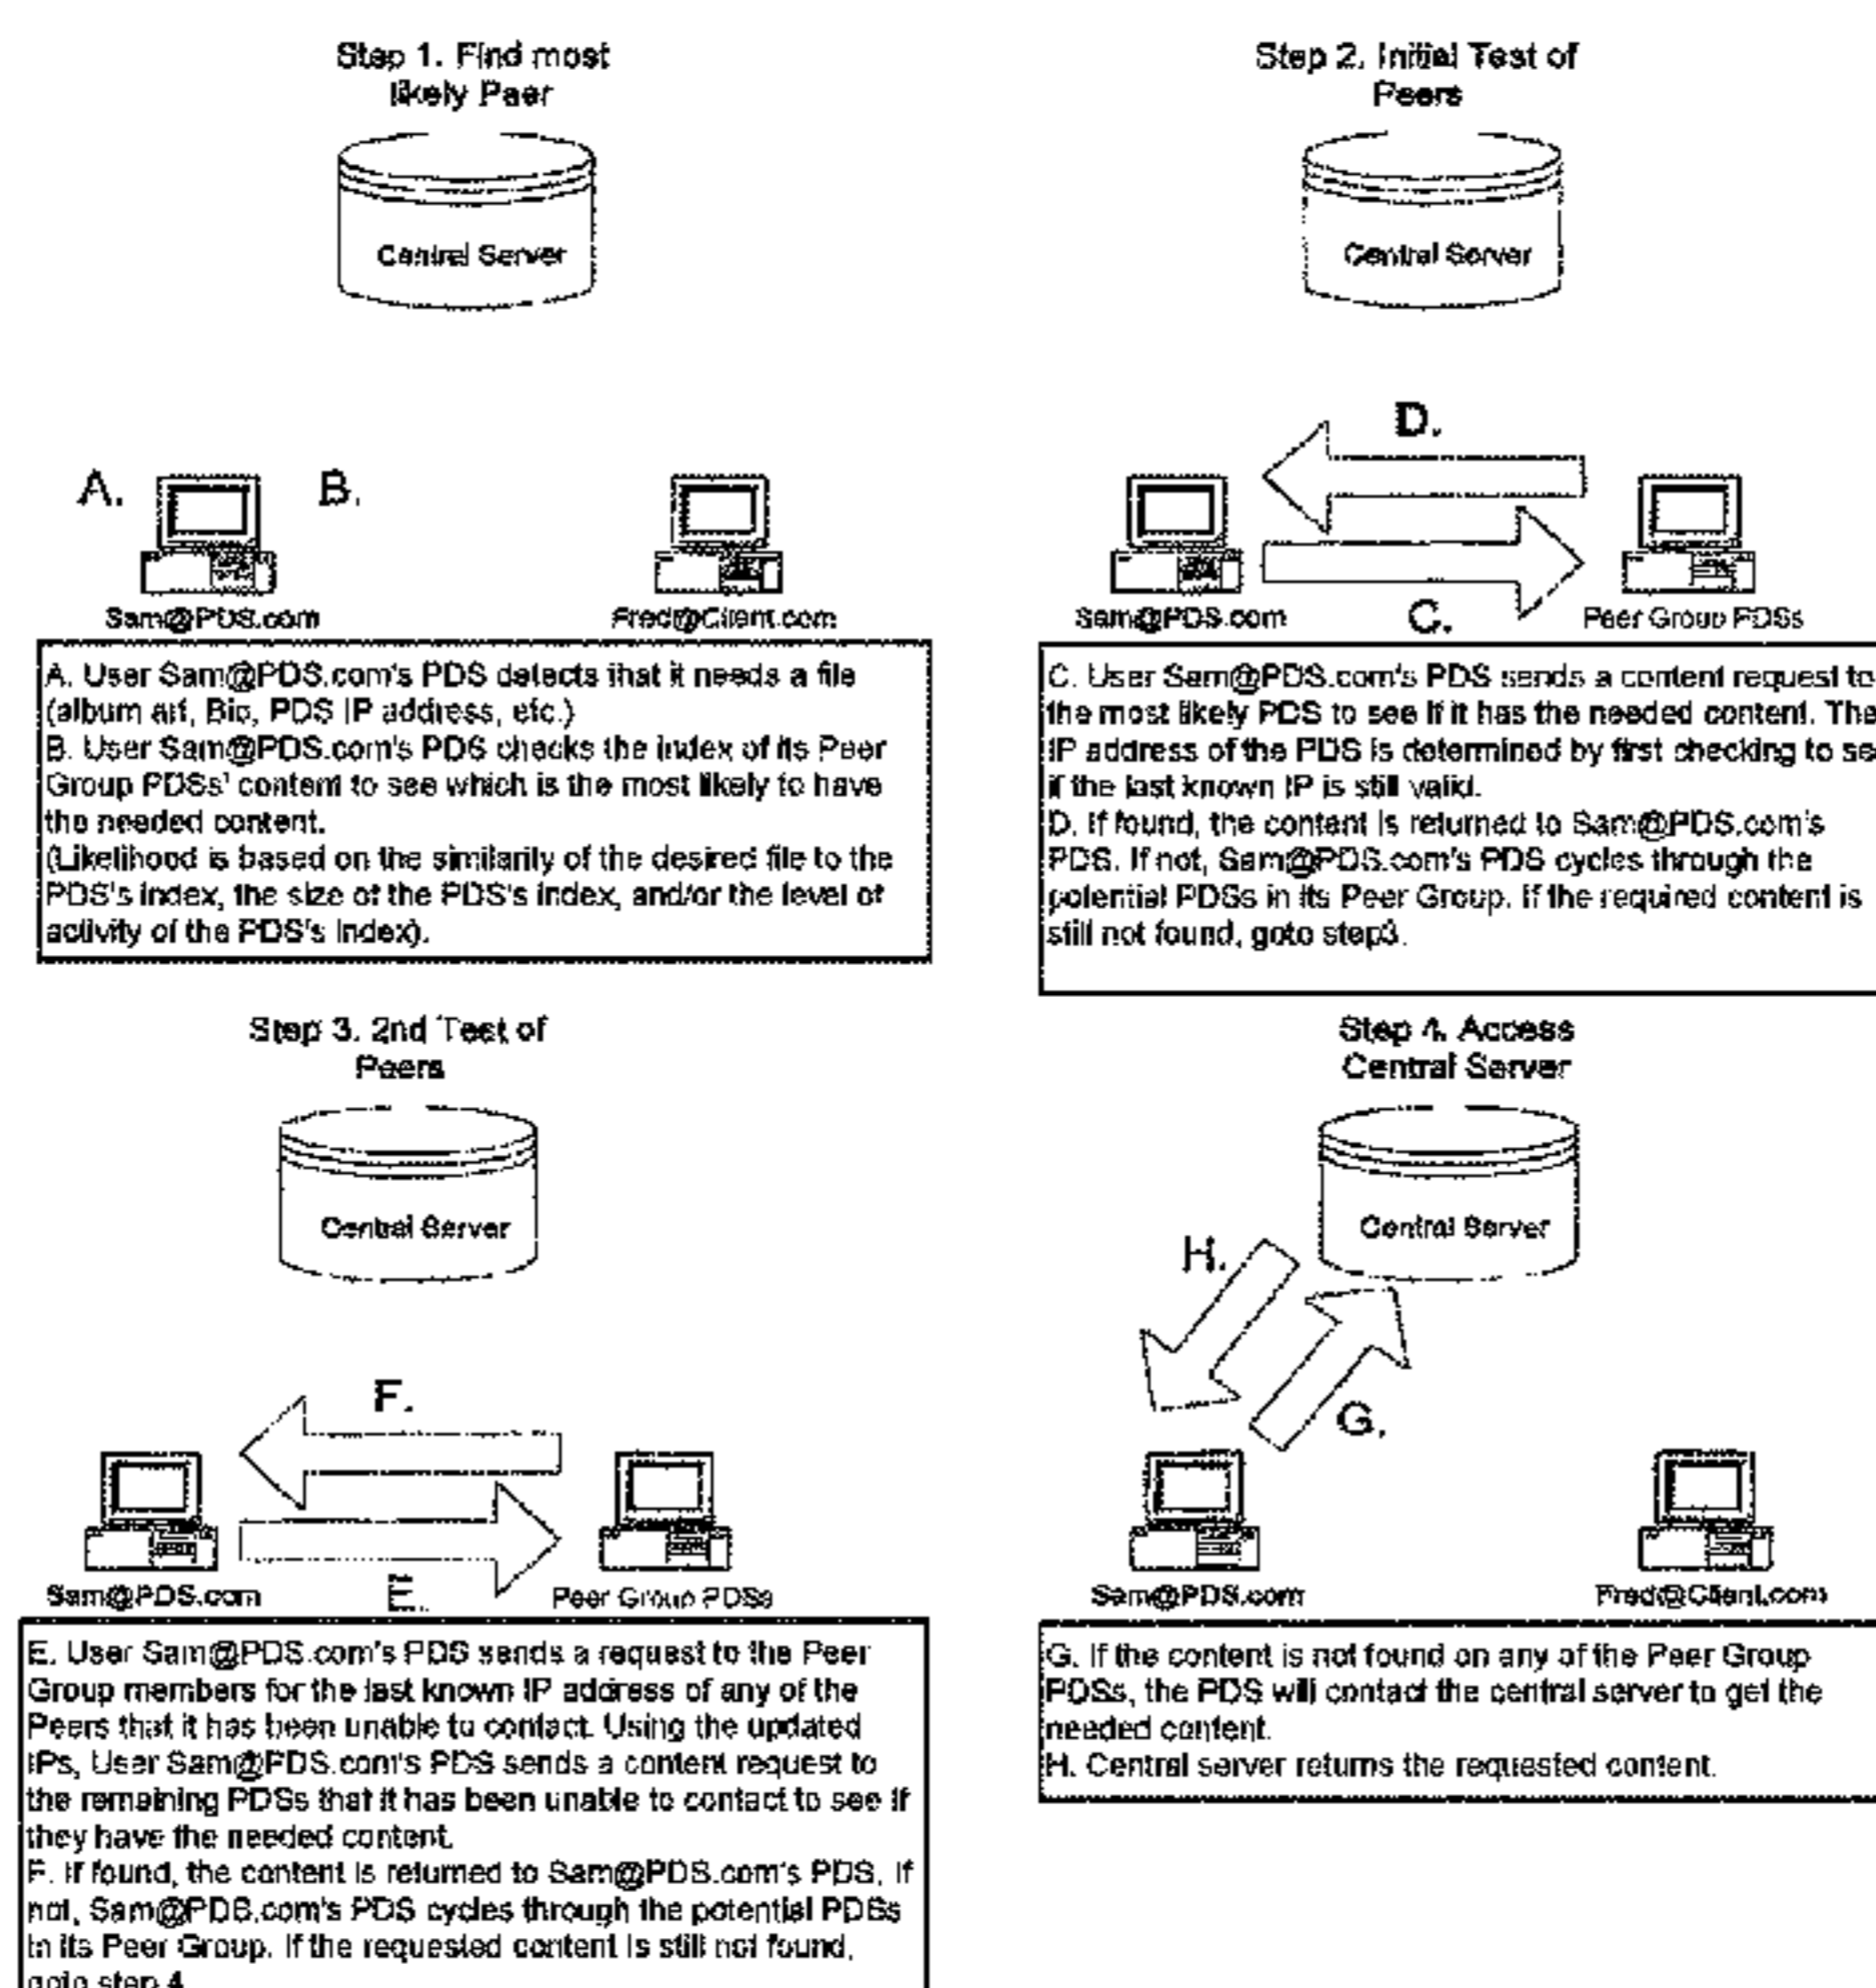 Step 1. Find most
likely Peer
Central Server
A.
B.
Sam@PDS.com
Fred@Client.com
A. User Sam@PDS.com's PDS detects that it needs a file
(album art, Bio, PDS IP address, etc.)
B. User Sam@PDS.com's PDS checks the index of its Peer
Group PDSs' content to see which is the most likely to have
the needed content.
(Likelihood is based on the similarity of the desired file to the
PDS's index, the size of the PDS's index, and/or the level of
activity of the PDS's index).
Step 2. Initial Test of
Peers
Central Server
D.
Sam@PDS.com
C.
Peer Group PDSs
C. User Sam@PDS.com's PDS sends a content request to
the most likely PDS to see if it has the needed content. The
IP address of the PDS is determined by first checking to se
if the last known IP is still valid.
D. If found, the content is returned to Sam@PDS.com's
PDS. If not, Sam@PDS.com's PDS cycles through the
potential PDSs in its Peer Group. If the required content is
still not found, goto step3.
Step 3. 2nd Test of
Peers
Central Server
F.
Sam@PDS.com
E.
Peer Group PDSs
E. User Sam@PDS.com's PDS sends a request to the Peer
Group members for the last known IP address of any of the
Peers that it has been unable to contact. Using the updated
IPs, User Sam@PDS.com's PDS sends a content request to
the remaining PDSs that it has been unable to contact to see if
they have the needed content.
F. If found, the content is returned to Sam@PDS.com's PDS. If
not, Sam@PDS.com's PDS cycles through the potential PDSs
in its Peer Group. If the requested content is still not found,
goto step 4
Step 4. Access
Central Server
Central Server
H.
G.
Sam@PDS.com
Fred@Client.com
G. If the content is not found on any of the Peer Group
PDSs, the PDS will contact the central server to get the
needed content.
H. Central server returns the requested content.